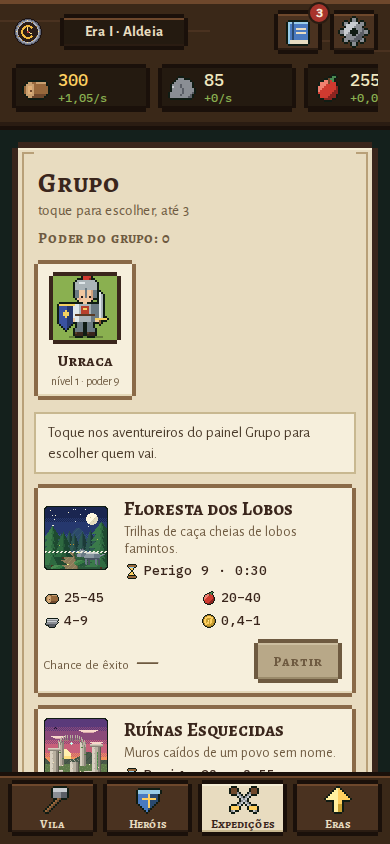 Era I · Aldeia
3
300
+1,05/s
85
+0/s
255
+0,0
Grupo
toque para escolher, até 3
Poder do grupo: 0
Urraca
nível 1 · poder 9
Toque nos aventureiros do painel Grupo para
escolher quem vai.
Floresta dos Lobos
Trilhas de caça cheias de lobos
famintos.
Perigo 9 · 0:30
25–45
20–40
4–9
0,4–1
Chance de êxito —
Partir
Ruínas Esquecidas
Muros caídos de um povo sem nome.
Vila
Heróis
Expedições
Eras